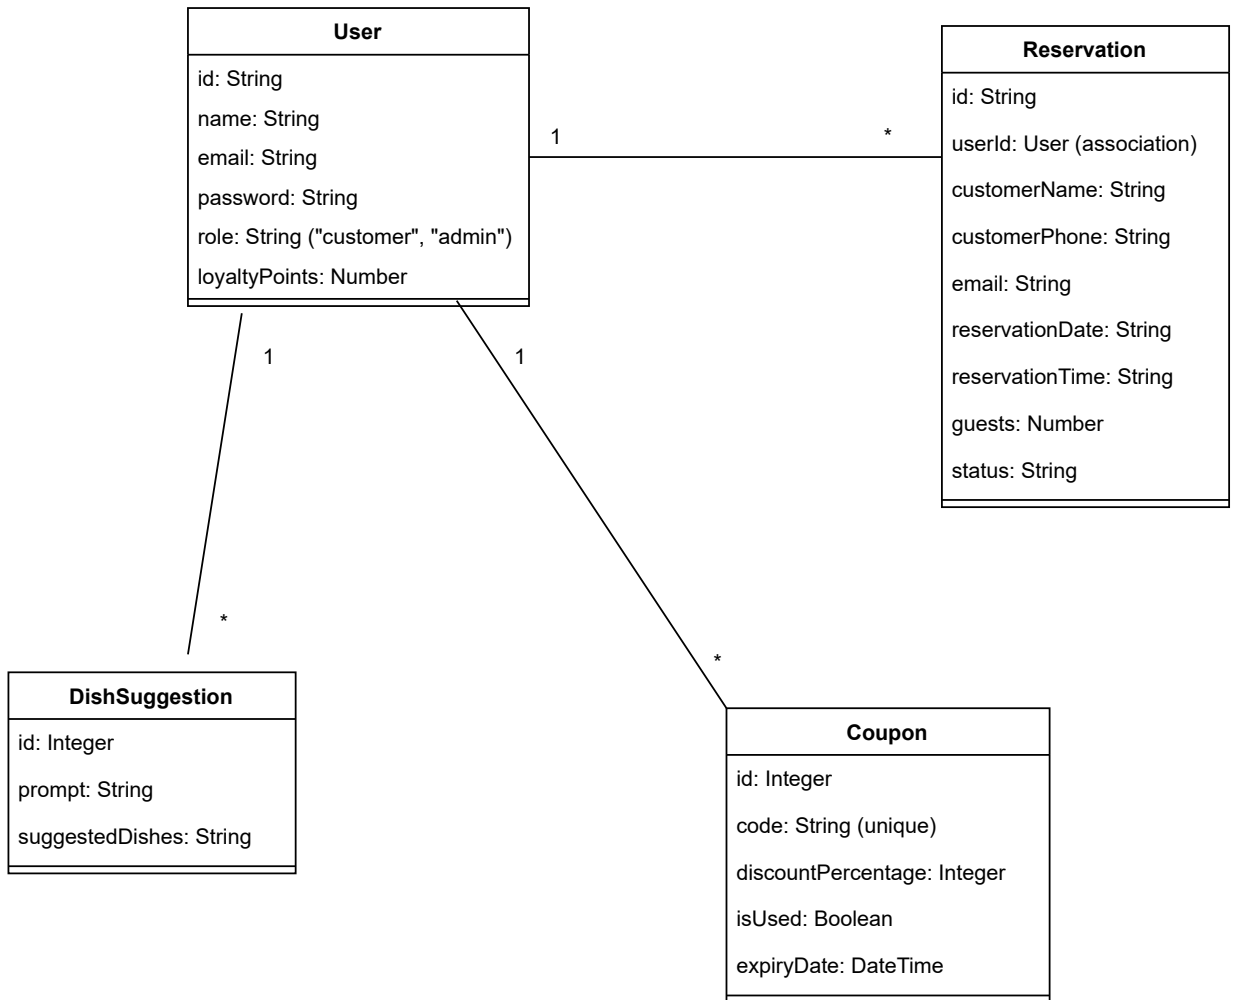 User
id: String
name: String
email: String
password: String
role: String ("customer", "admin")
loyaltyPoints: Number
Reservation
id: String
userId: User (association)
customerName: String
customerPhone: String
email: String
reservationDate: String
reservationTime: String
guests: Number
status: String
1
*
1
1
*
*
DishSuggestion
id: Integer
prompt: String
suggestedDishes: String
Coupon
id: Integer
code: String (unique)
discountPercentage: Integer
isUsed: Boolean
expiryDate: DateTime